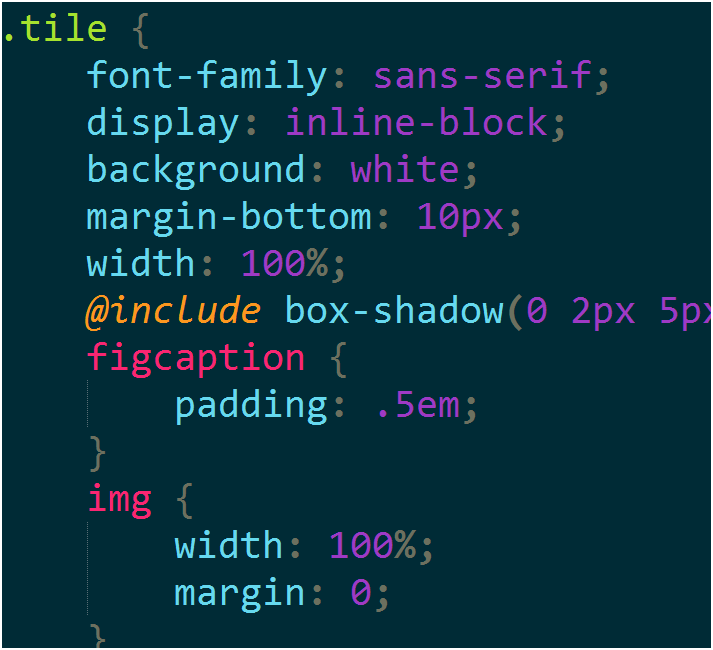 .tile {
    font-family: sans-serif;
    display: inline-block;
    background: white;
    margin-bottom: 10px;
    width: 100%;
    @include box-shadow(0 2px 5px
    figcaption {
        padding: .5em;
    }
    img {
        width: 100%;
        margin: 0;
    }